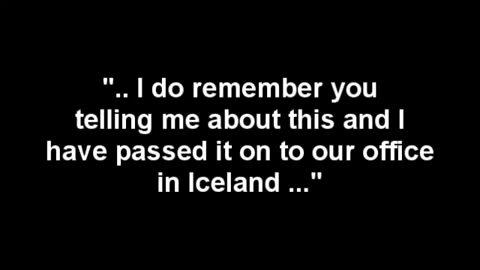 ".. I do remember you
telling me about this and I
have passed it on to our office
in Iceland ..."